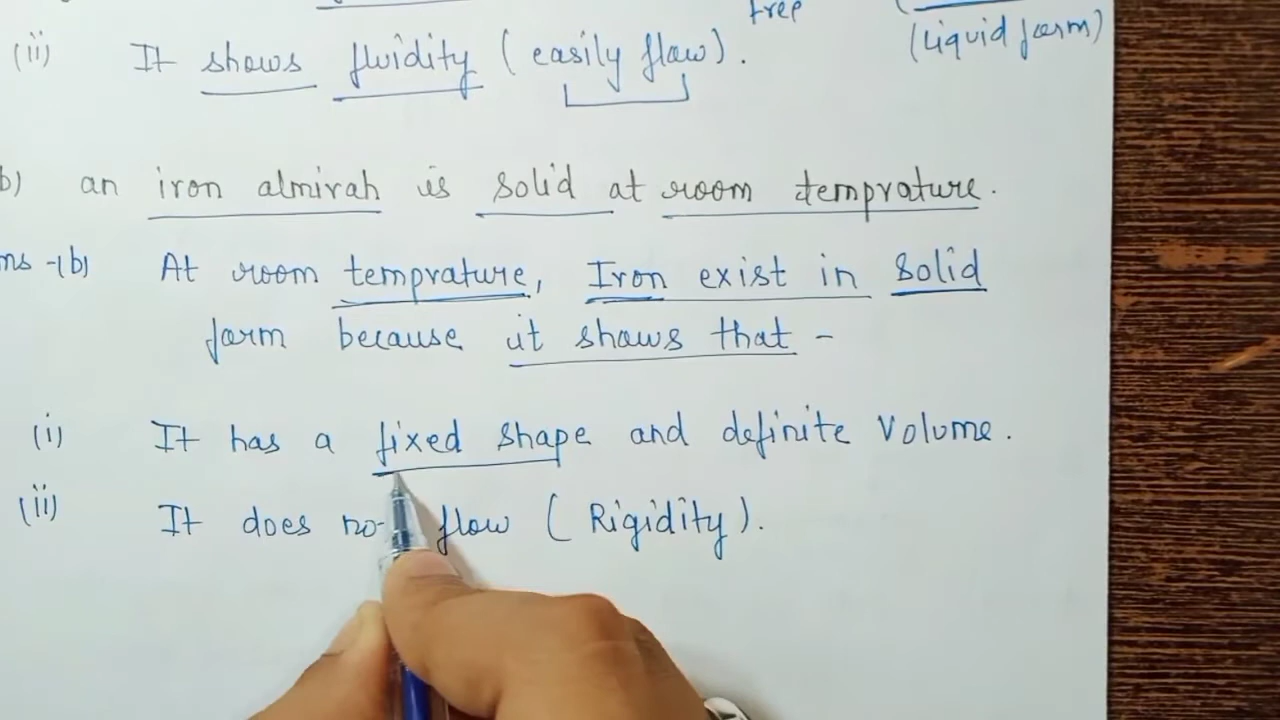 (Liquid form)
(ii) It shows fluidity (easily flow).
b) an iron almirah is solid at room temprature.
ns -(b) At room temprature, Iron exist in solid
form because it shows that -
(i) It has a fixed shape and definite volume.
(ii) It does flow (Rigidity).